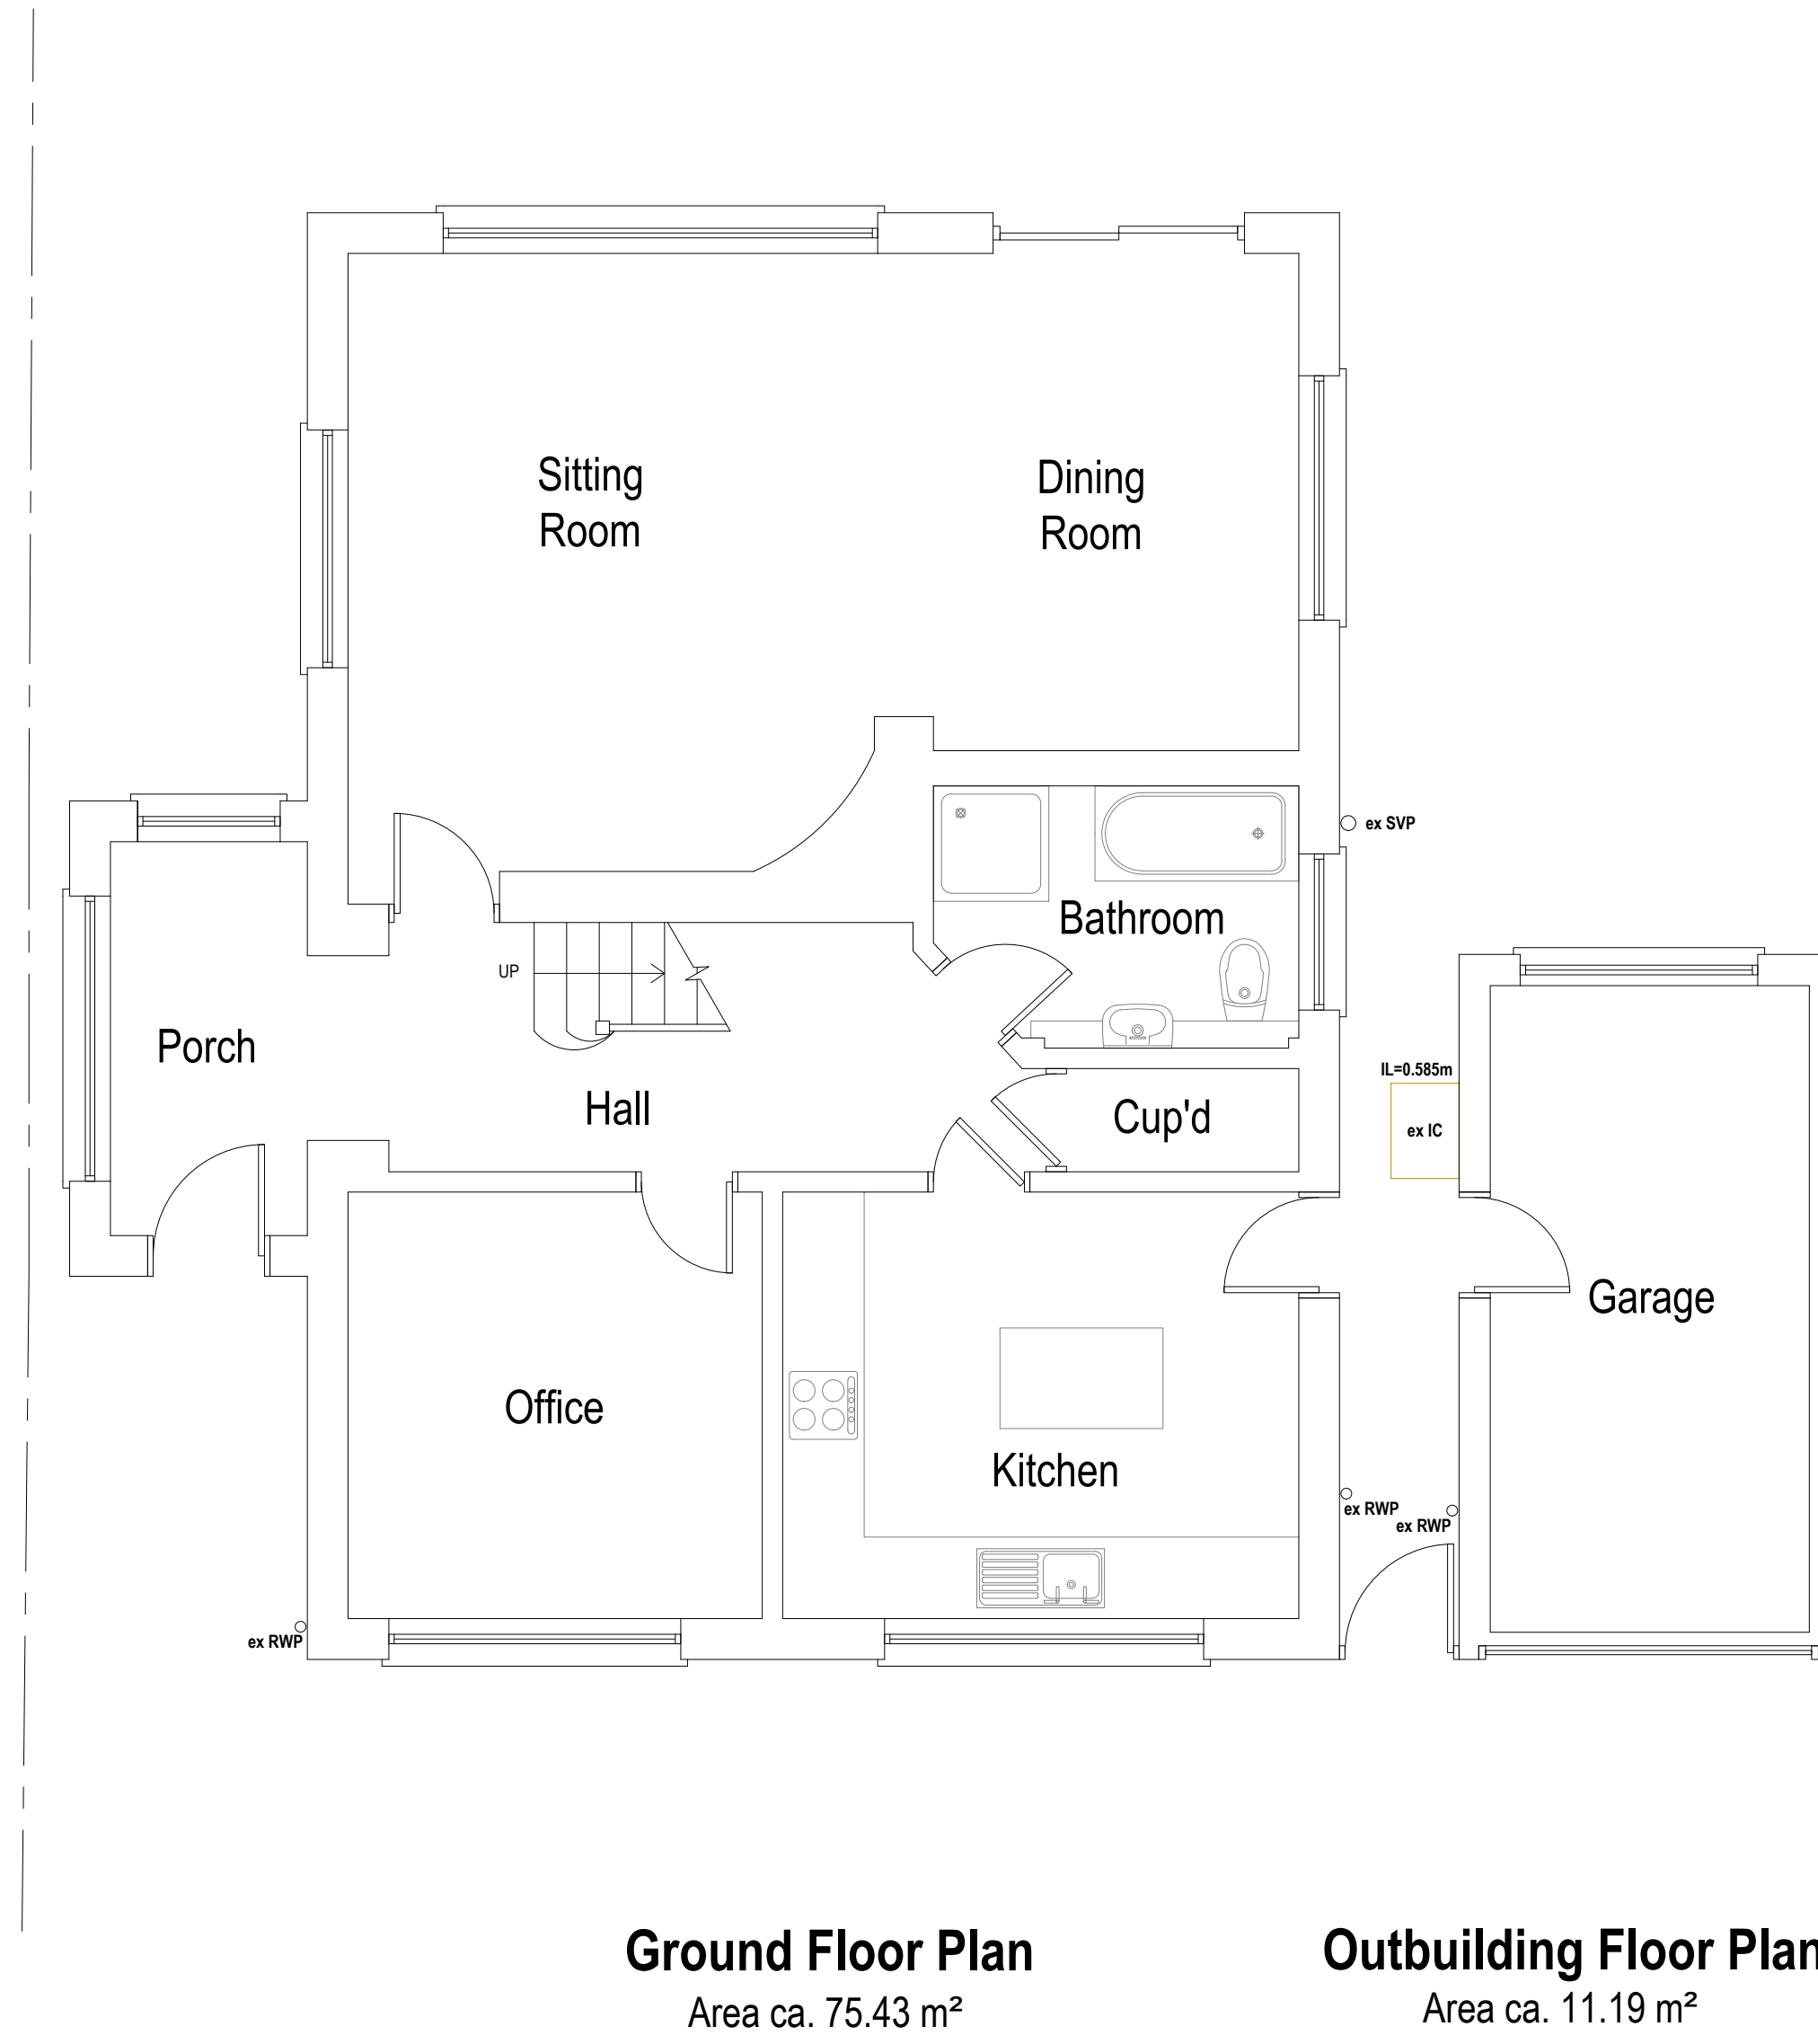 Sitting
Room
Dining
Room
ex SVP
Bathroom
UP
Porch
Hall
IL=0.585m
Cup'd
ex IC
Garage
Office
Kitchen
ex RWP
ex RWP
ex RWP
Ground Floor Plan
Area ca. 75.43 m²
Outbuilding Floor Plan
Area ca. 11.19 m²